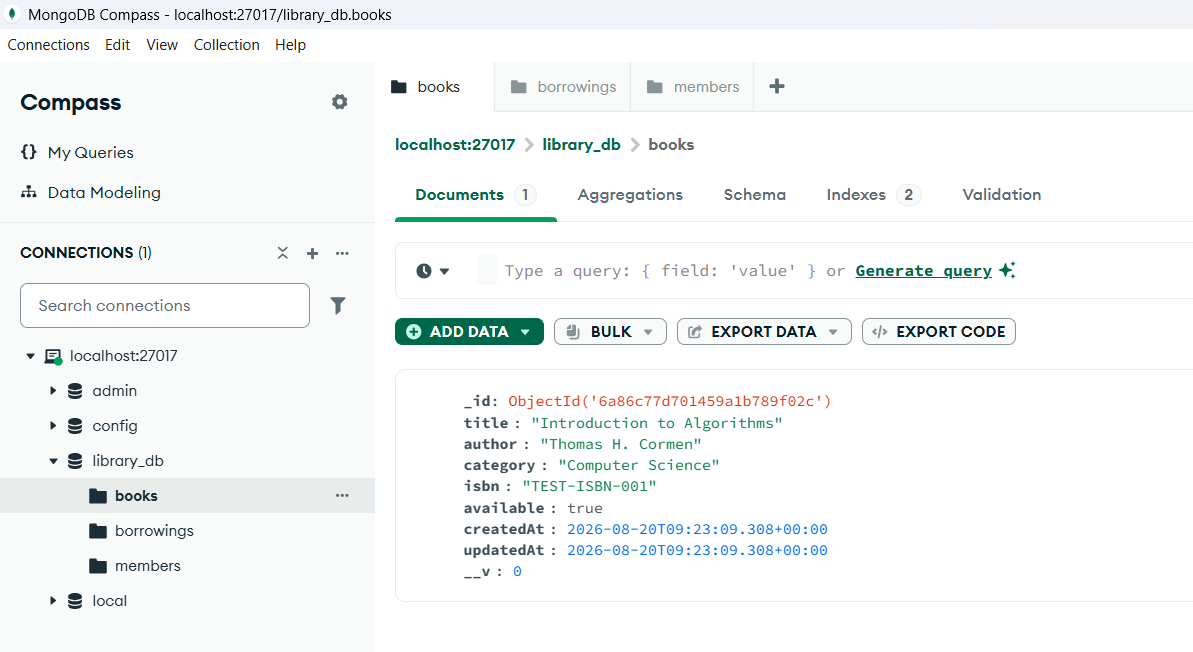 MongoDB Compass - localhost:27017/library_db.books
Connections Edit View Collection Help
Compass
My Queries
Data Modeling
CONNECTIONS (1)
Search connections
localhost:27017
admin
config
library_db
books
borrowings
members
local
books borrowings members
localhost:27017 > library_db > books
Documents 1 Aggregations Schema Indexes 2 Validation
Type a query: { field: 'value' } or Generate query
ADD DATA BULK EXPORT DATA EXPORT CODE
_id: ObjectId('6a86c77d701459a1b789f02c')
title : "Introduction to Algorithms"
author : "Thomas H. Cormen"
category : "Computer Science"
isbn : "TEST-ISBN-001"
available : true
createdAt : 2026-08-20T09:23:09.308+00:00
updatedAt : 2026-08-20T09:23:09.308+00:00
__v : 0